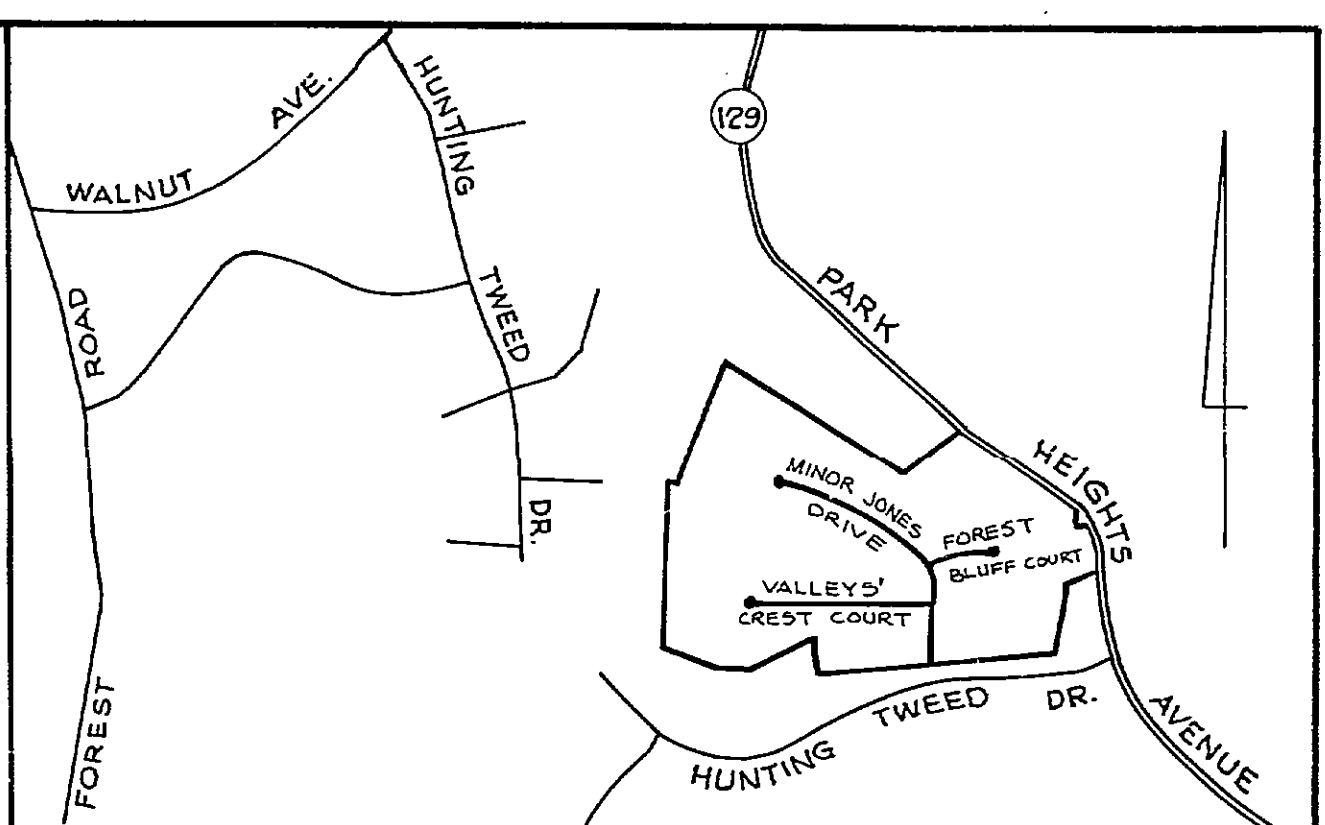 WALNUT AVE.
HUNTING TWEED DR.
129
PARK HEIGHTS AVENUE
FOREST ROAD
MINOR JONES
DRIVE
FOREST
BLUFF COURT
VALLEYS'
CREST COURT
HUNTING TWEED DR.